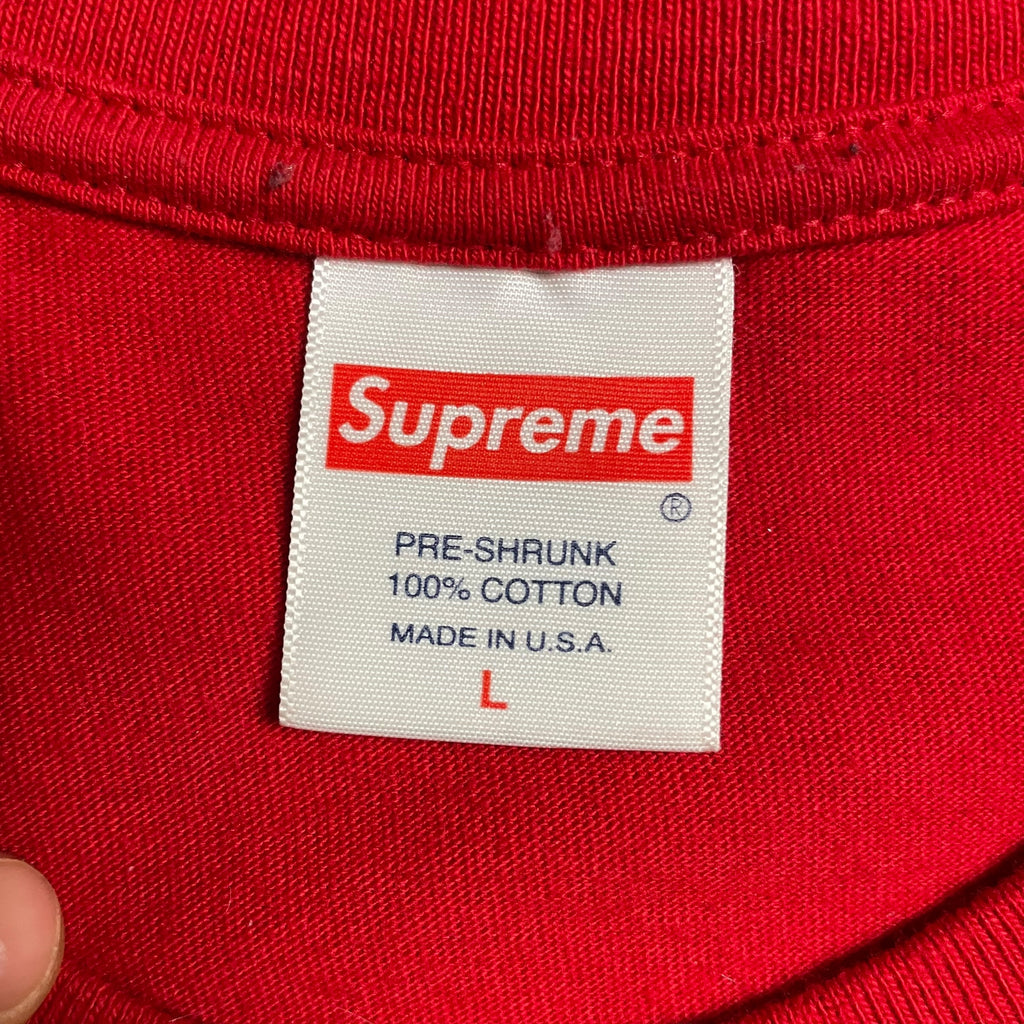 Supreme
®
PRE-SHRUNK
100% COTTON
MADE IN U.S.A.
L